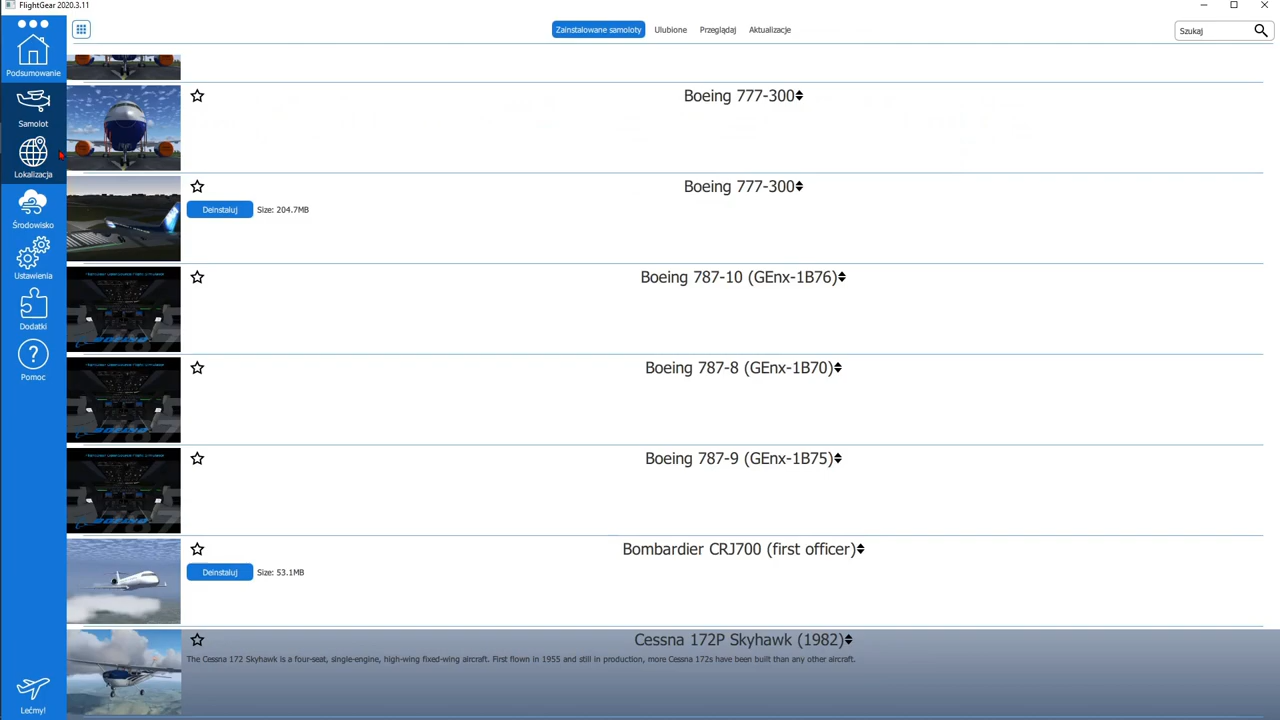 FlightGear 2020.3.11
Podsumowanie
Samolot
Lokalizacja
Środowisko
Ustawienia
Dodatki
Pomoc
Lećmy!
Zainstalowane samoloty
Ulubione
Przeglądaj
Aktualizacje
Szukaj
Boeing 777-300
Boeing 777-300
Deinstaluj
Size: 204.7MB
Boeing 787-10 (GEnx-1B76)
Boeing 787-8 (GEnx-1B70)
Boeing 787-9 (GEnx-1B75)
Bombardier CRJ700 (first officer)
Deinstaluj
Size: 53.1MB
Cessna 172P Skyhawk (1982)
The Cessna 172 Skyhawk is a four-seat, single-engine, high-wing fixed-wing aircraft. First flown in 1955 and still in production, more Cessna 172s have been built than any other aircraft.